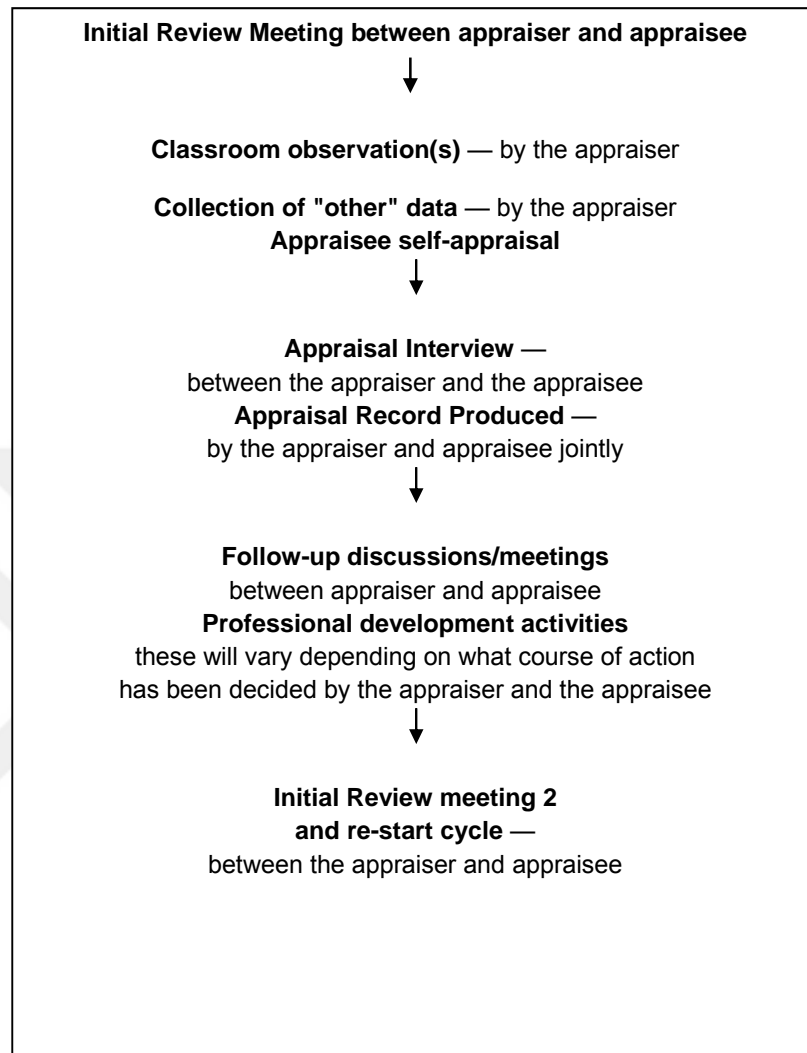 Initial Review Meeting between appraiser and appraisee
Classroom observation(s) — by the appraiser
Collection of "other" data — by the appraiser
Appraisee self-appraisal
Appraisal Interview —
between the appraiser and the appraisee
Appraisal Record Produced —
by the appraiser and appraisee jointly
Follow-up discussions/meetings
between appraiser and appraisee
Professional development activities
these will vary depending on what course of action
has been decided by the appraiser and the appraisee
Initial Review meeting 2
and re-start cycle —
between the appraiser and appraisee